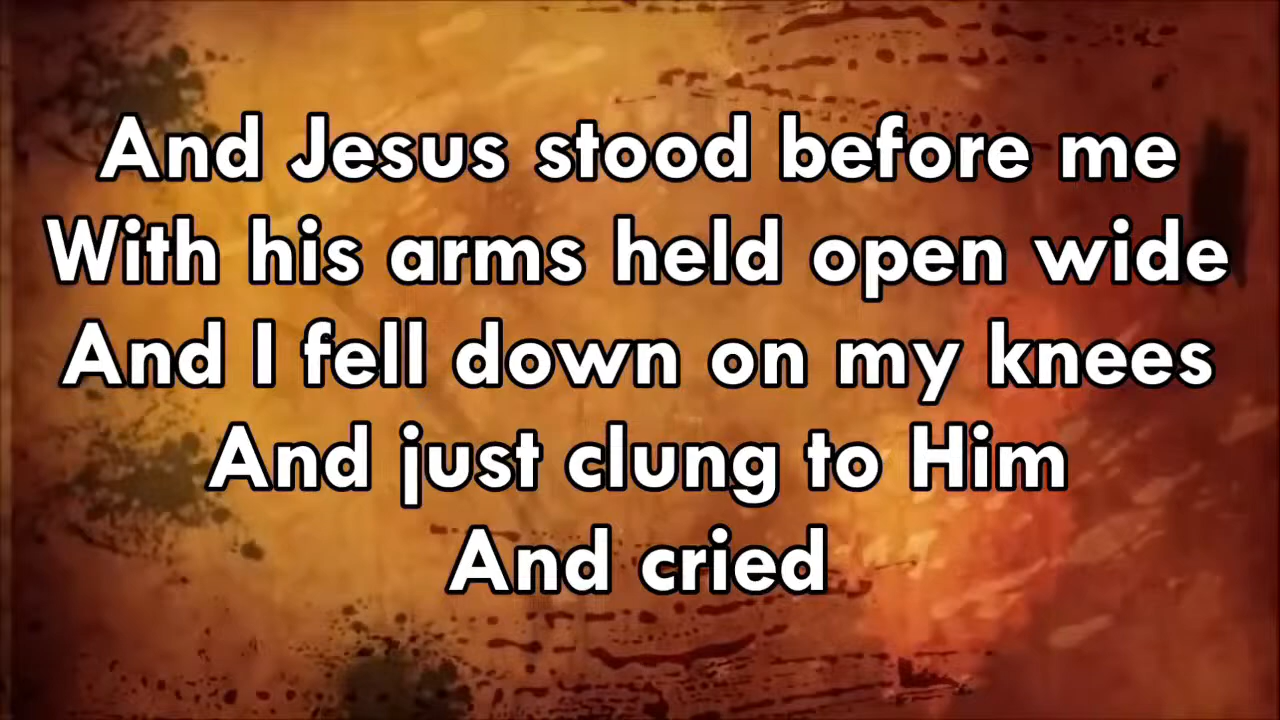 And Jesus stood before me
With his arms held open wide
And I fell down on my knees
And just clung to Him
And cried